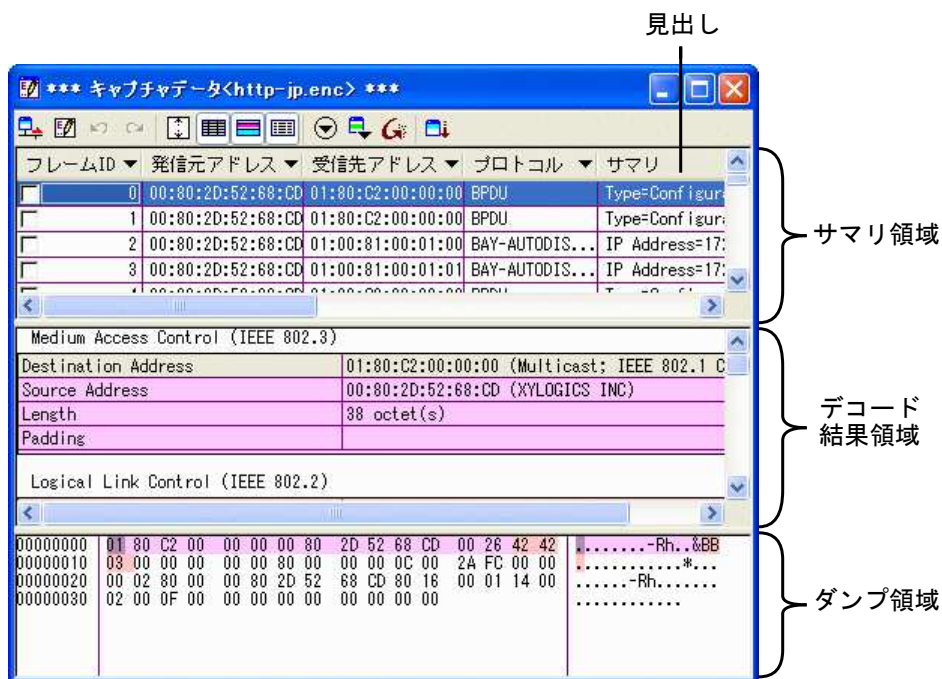 見出し
*** キャプチャデータ<http-jp.enc> ***
フレームID ▼ 発信元アドレス ▼ 受信先アドレス ▼ プロトコル ▼ サマリ
0 00:80:2D:52:68:CD 01:80:C2:00:00:00 BPDU Type=Configur
1 00:80:2D:52:68:CD 01:80:C2:00:00:00 BPDU Type=Configur
2 00:80:2D:52:68:CD 01:00:81:00:01:00 BAY-AUTODIS... IP Address=17
3 00:80:2D:52:68:CD 01:00:81:00:01:01 BAY-AUTODIS... IP Address=17
サマリ領域
Medium Access Control (IEEE 802.3)
Destination Address 01:80:C2:00:00:00 (Multicast; IEEE 802.1 C
Source Address 00:80:2D:52:68:CD (XYLOGICS INC)
Length 38 octet(s)
Padding
Logical Link Control (IEEE 802.2)
デコード
結果領域
00000000 01 80 C2 00 00 00 00 80 2D 52 68 CD 00 26 42 42 ........-Rh..&BB
00000010 03 00 00 00 00 00 80 00 00 00 0C 00 2A FC 00 00 ............*...
00000020 00 02 80 00 00 80 2D 52 68 CD 80 16 00 01 14 00 ......-Rh.......
00000030 02 00 0F 00 00 00 00 00 00 00 00 00 ............
ダンプ領域